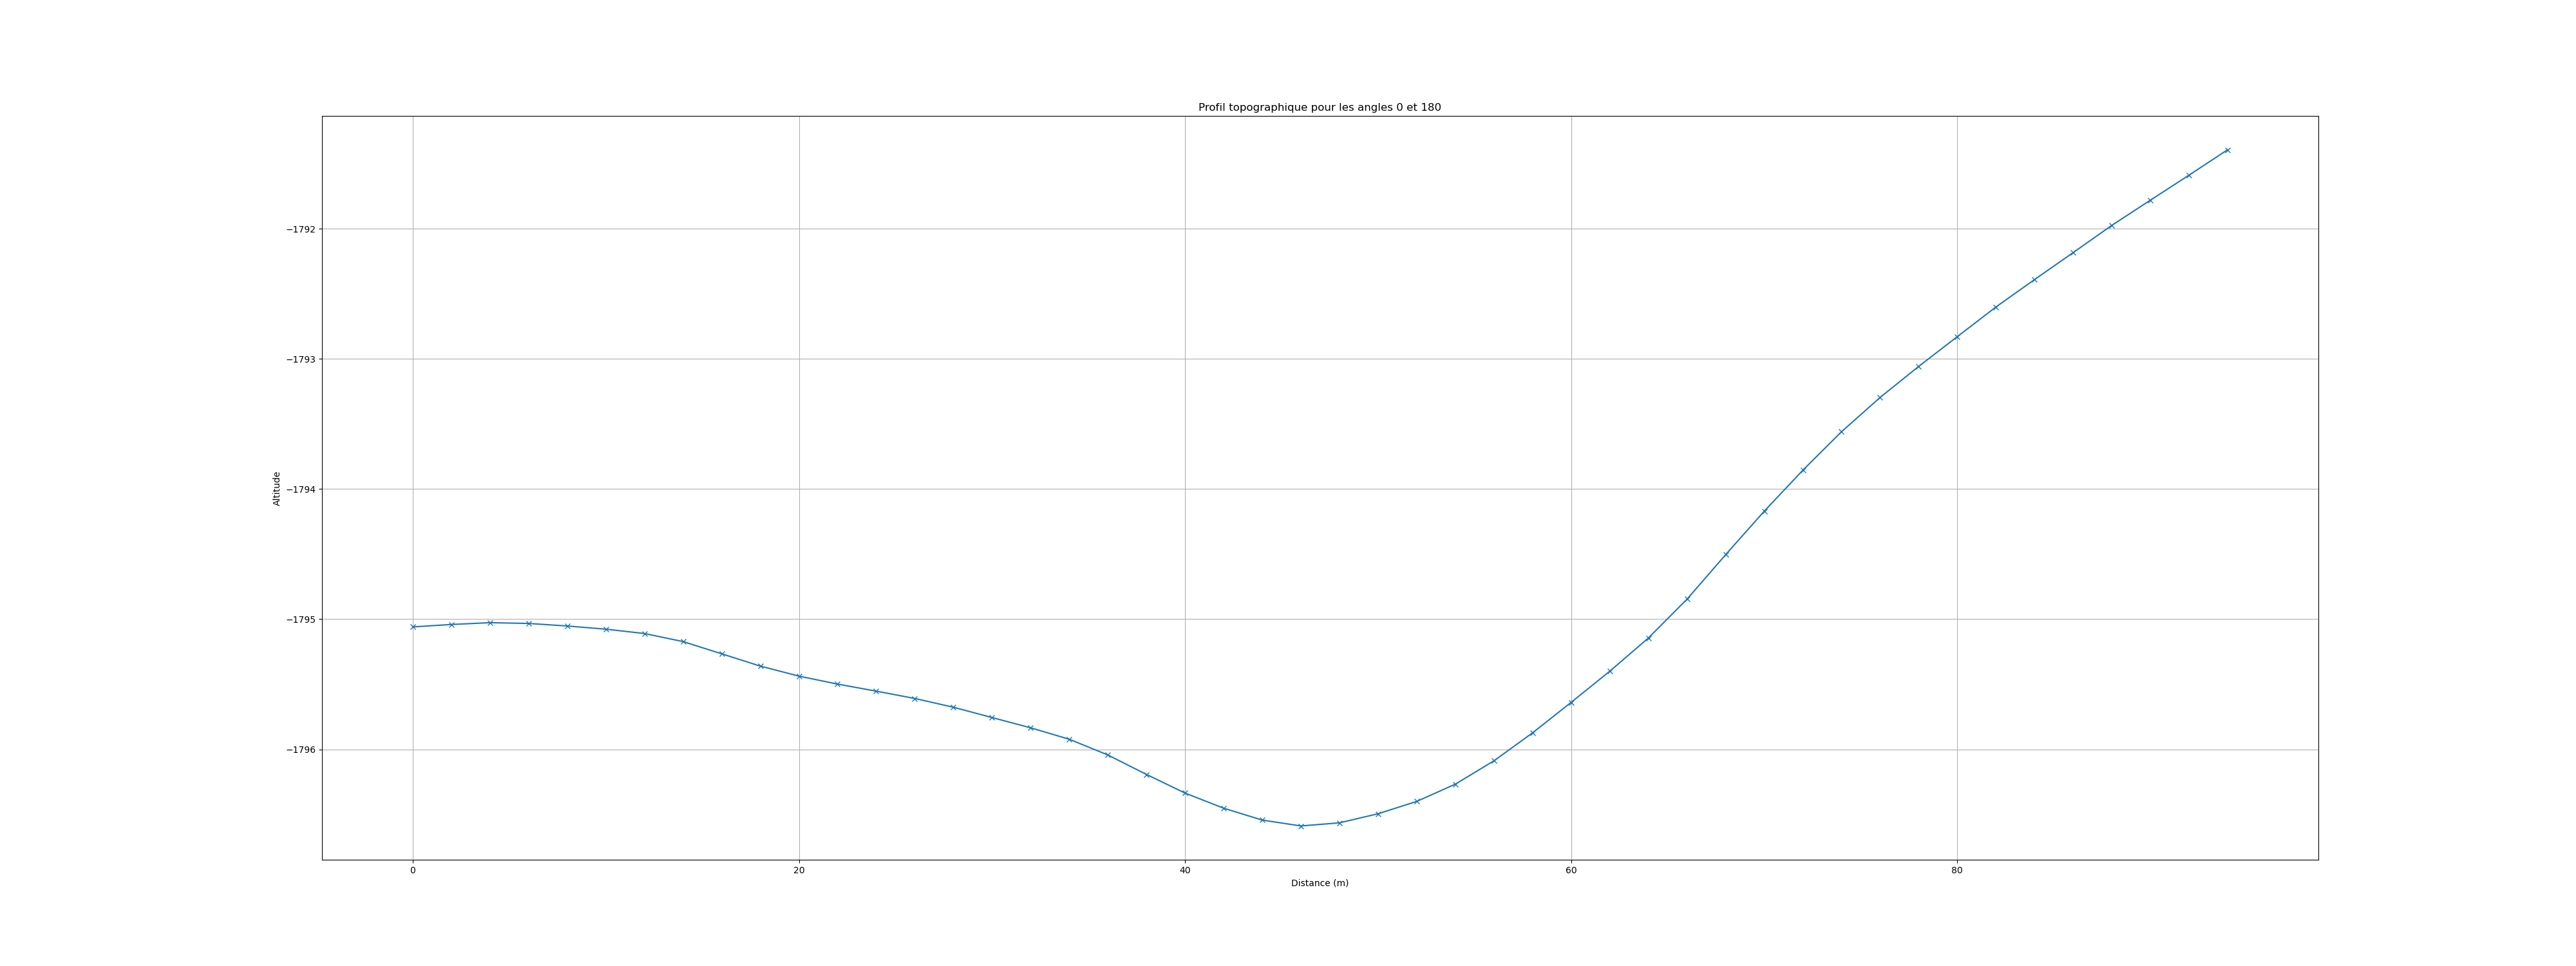 Profil topographique pour les angles 0 et 180
Altitude
−1792
−1793
−1794
−1795
−1796
0 20 40 60 80
Distance (m)